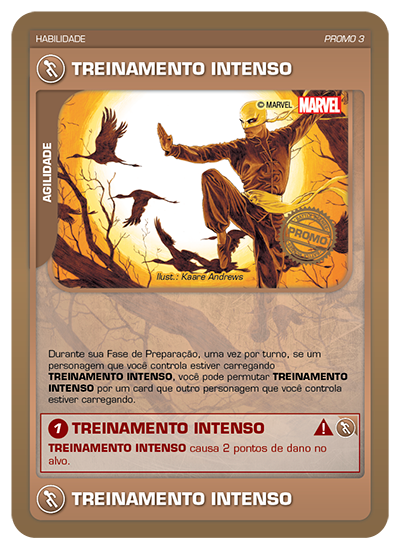 HABILIDADE
PROMO 3
TREINAMENTO INTENSO
© MARVEL
MARVEL
AGILIDADE
PROMO
Ilust.: Kaare Andrews
Durante sua Fase de Preparação, uma vez por turno, se um
personagem que você controla estiver carregando
TREINAMENTO INTENSO, você pode permutar TREINAMENTO
INTENSO por um card que outro personagem que você controla
estiver carregando.
1 TREINAMENTO INTENSO
TREINAMENTO INTENSO causa 2 pontos de dano no
alvo.
TREINAMENTO INTENSO